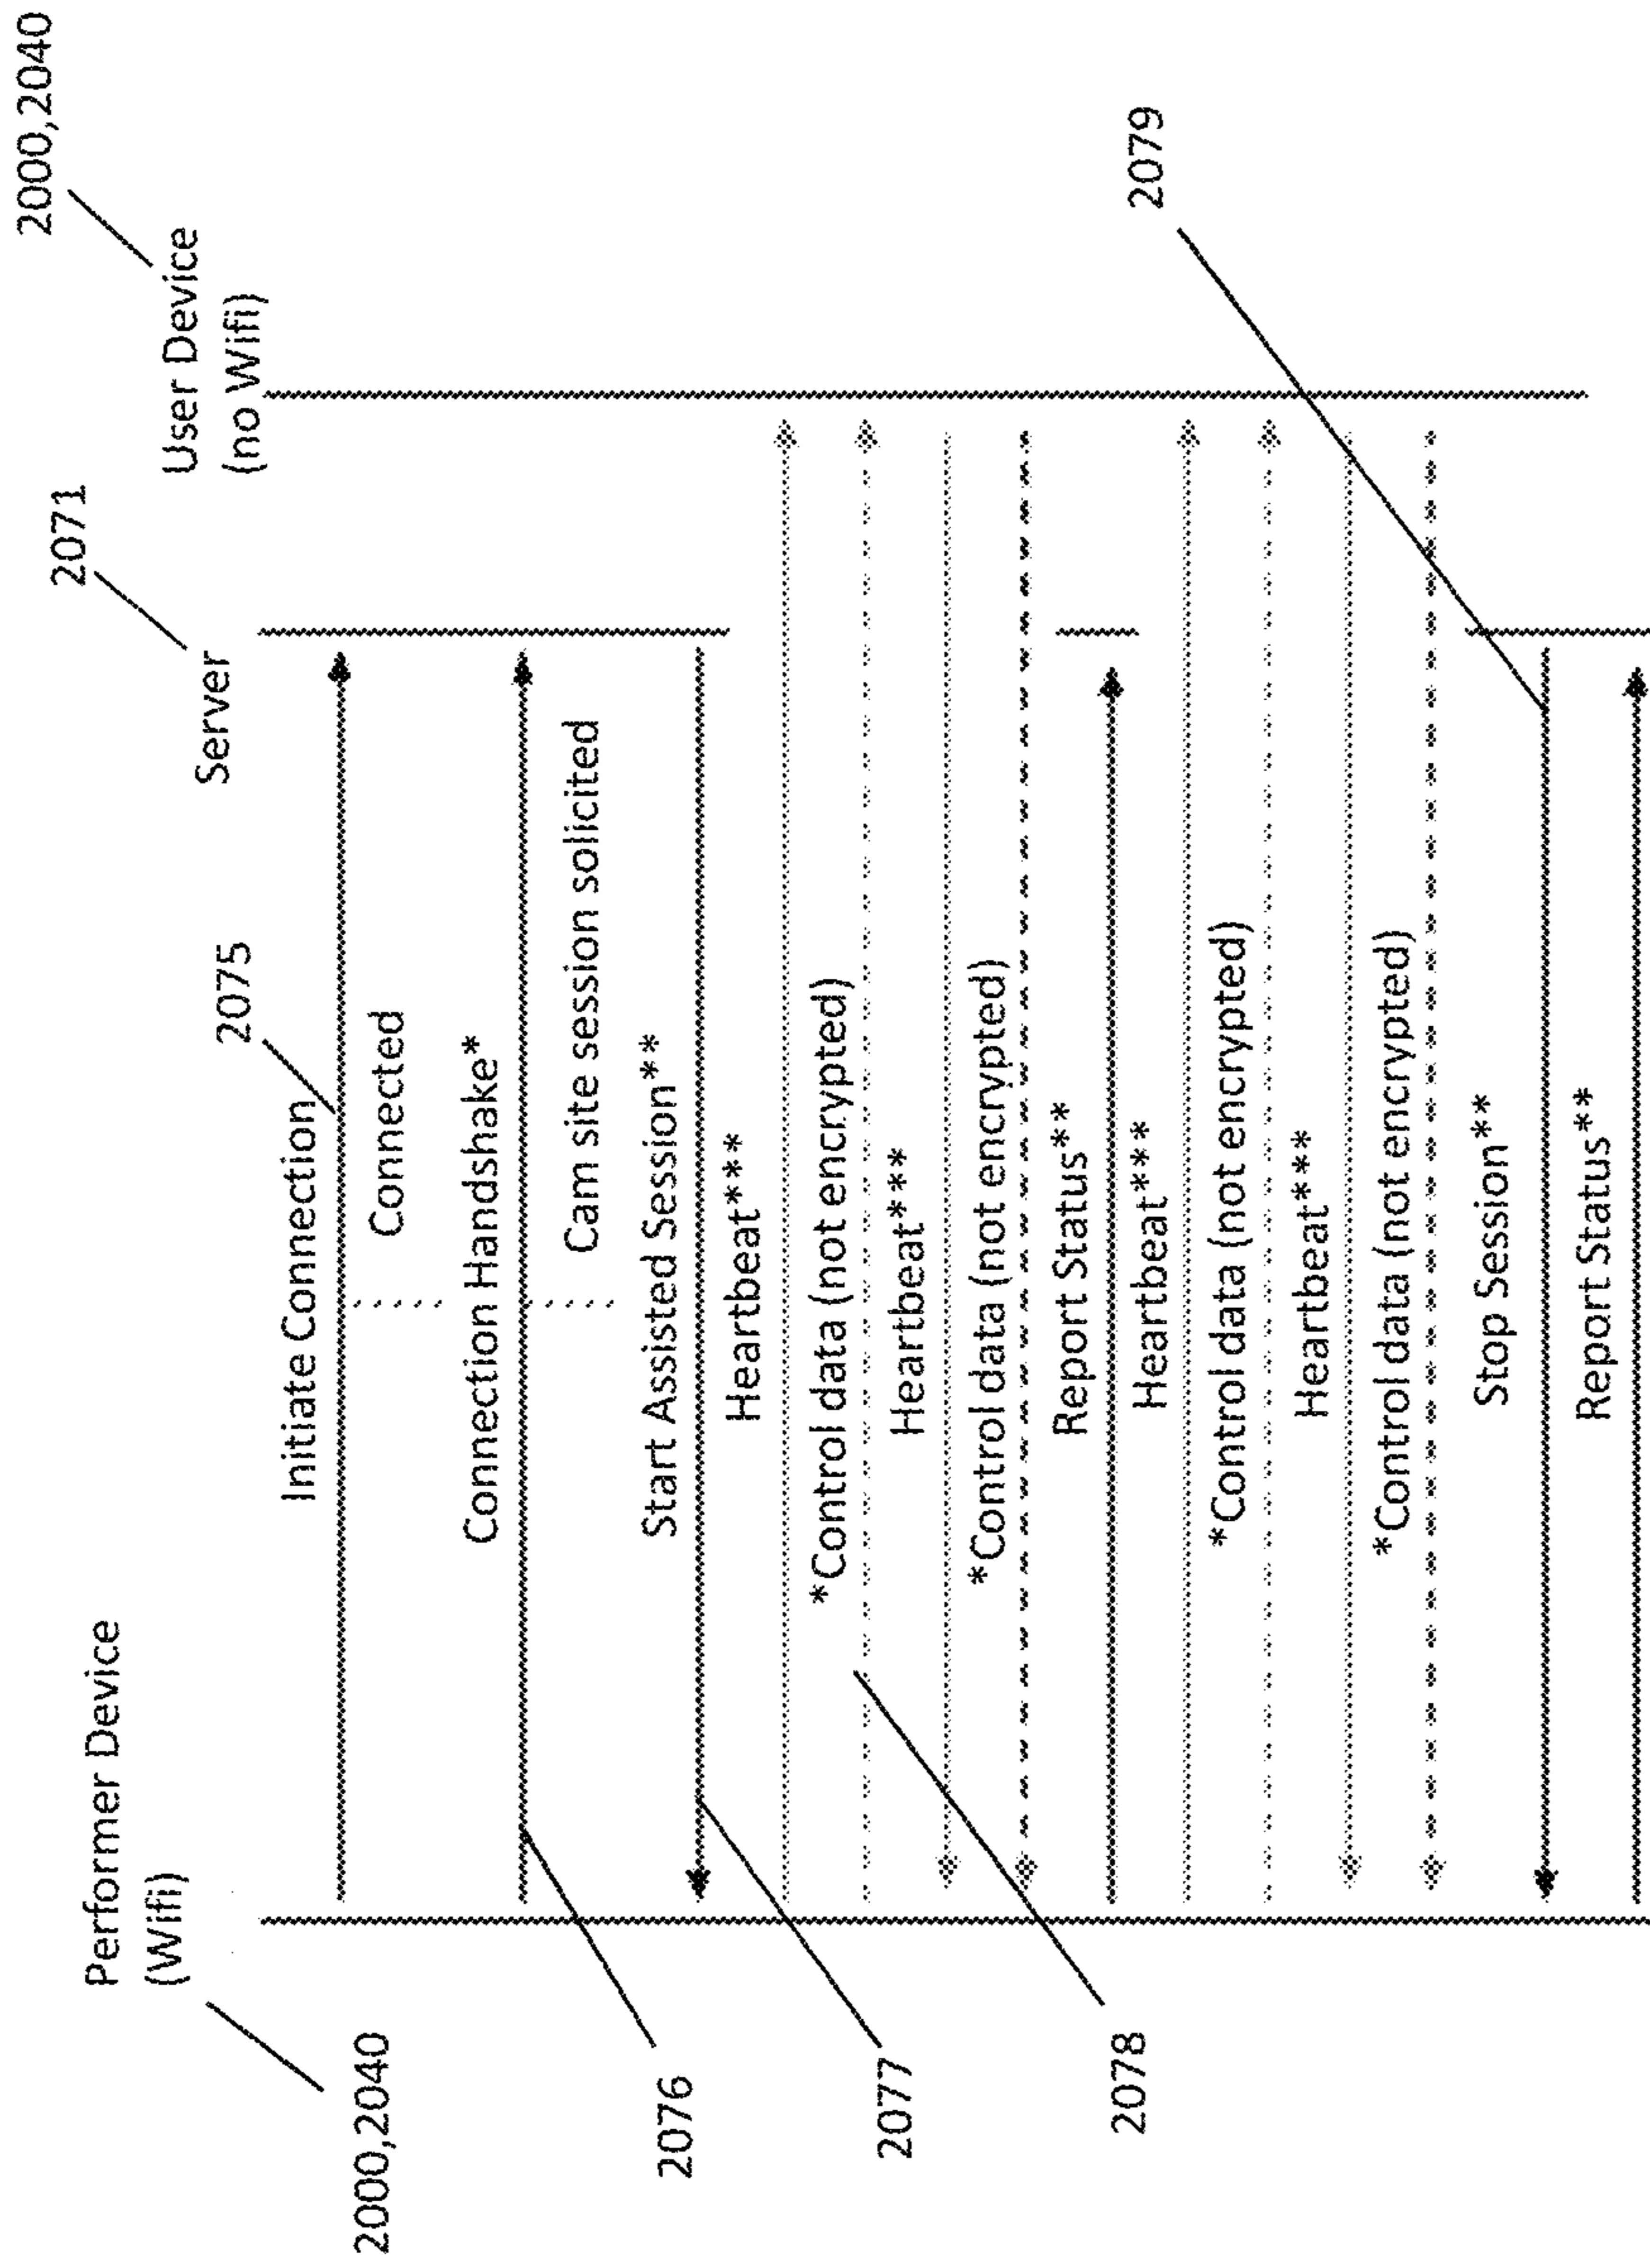 2000,2040
2071
User Device
(no Wifi)
Server
Performer Device
(Wifi)
2000,2040
2075
Initiate Connection
Connected
Connection Handshake*
2076
Cam site session solicited
Start Assisted Session**
2077
Heartbeat***
*Control data (not encrypted)
2078
Heartbeat***
*Control data (not encrypted)
Report Status**
Heartbeat***
*Control data (not encrypted)
2079
Heartbeat***
*Control data (not encrypted)
Stop Session**
Report Status**